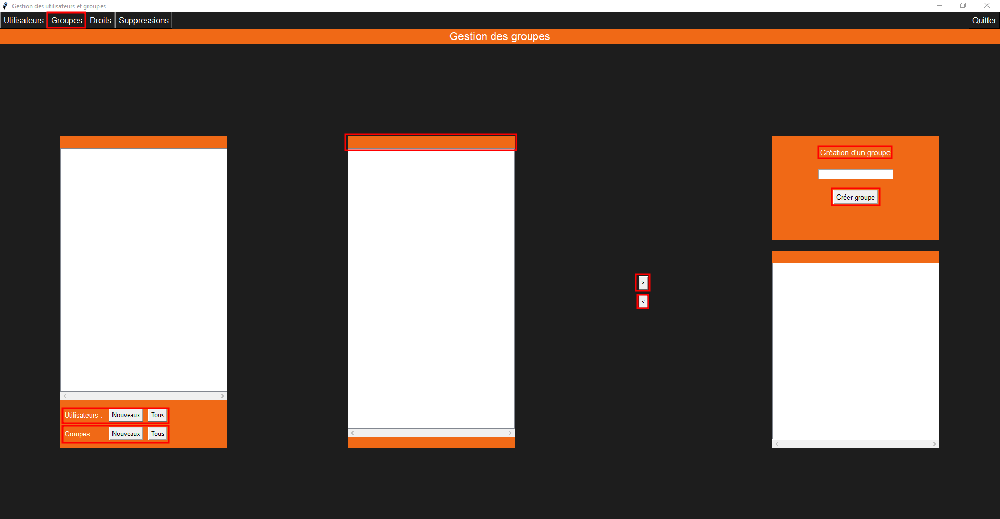 Gestion des utilisateurs et groupes
Utilisateurs Groupes Droits Suppressions Quitter
Gestion des groupes
Création d'un groupe
Créer groupe
>
<
Utilisateurs : Nouveaux Tous
Groupes : Nouveaux Tous